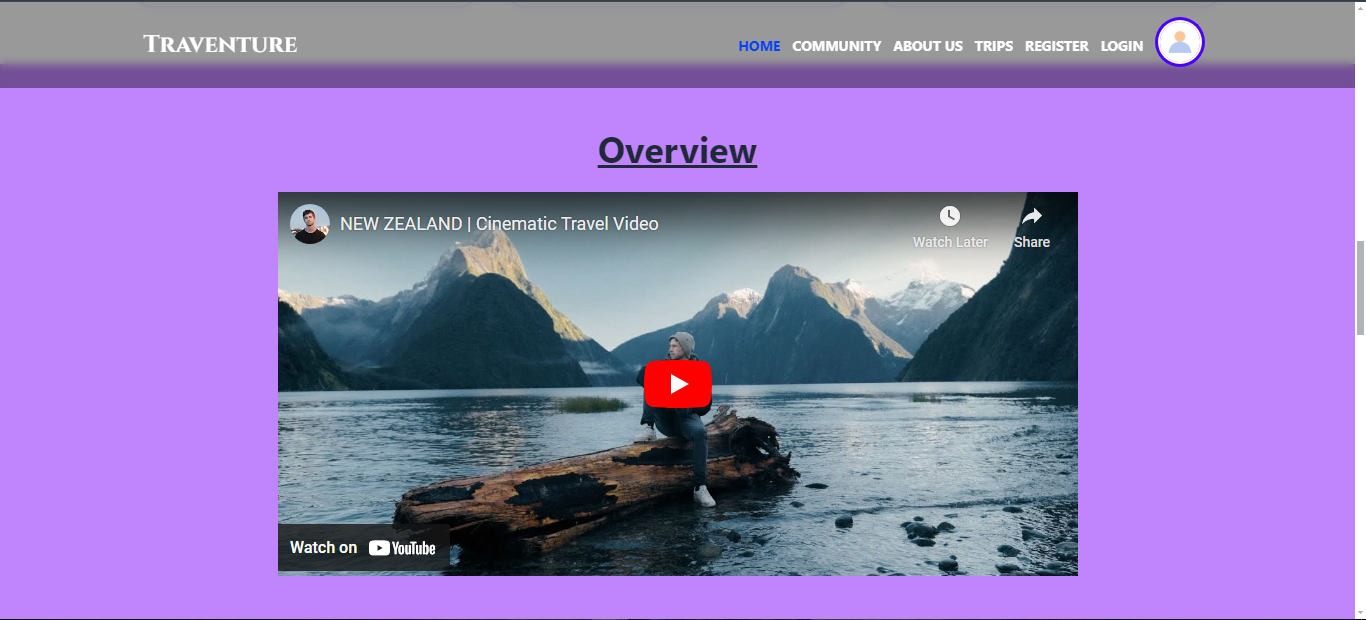 TRAVENTURE
HOME COMMUNITY ABOUT US TRIPS REGISTER LOGIN
Overview
NEW ZEALAND | Cinematic Travel Video
Watch Later Share
Watch on YouTube